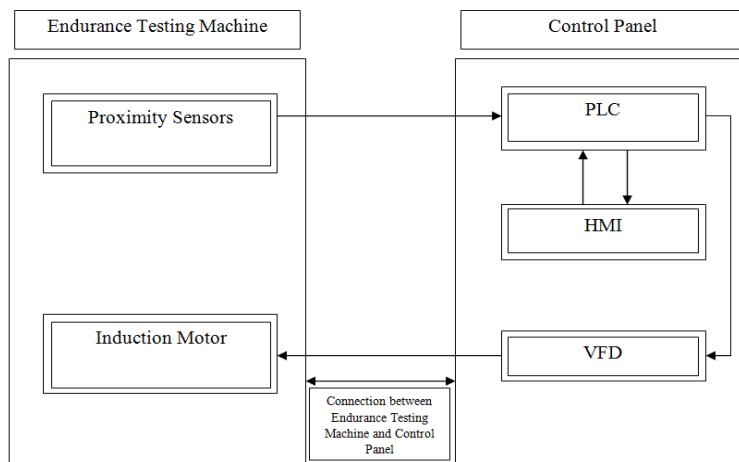 Endurance Testing Machine
Control Panel
Proximity Sensors
PLC
HMI
Induction Motor
VFD
Connection between
Endurance Testing
Machine and Control
Panel